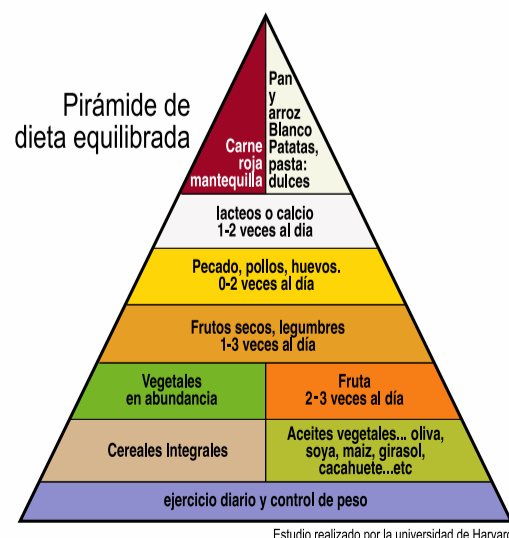 Pirámide de
dieta equilibrada
Carne
roja
mantequilla
Pan
y
arroz
Blanco
Patatas,
pasta:
dulces
lacteos o calcio
1-2 veces al dia
Pecado, pollos, huevos.
0-2 veces al día
Frutos secos, legumbres
1-3 veces al día
Vegetales
en abundancia
Fruta
2-3 veces al día
Cereales Integrales
Aceites vegetales... oliva,
soya, maiz, girasol,
cacahuete...etc
ejercicio diario y control de peso
Estudio realizado por la universidad de Harvard